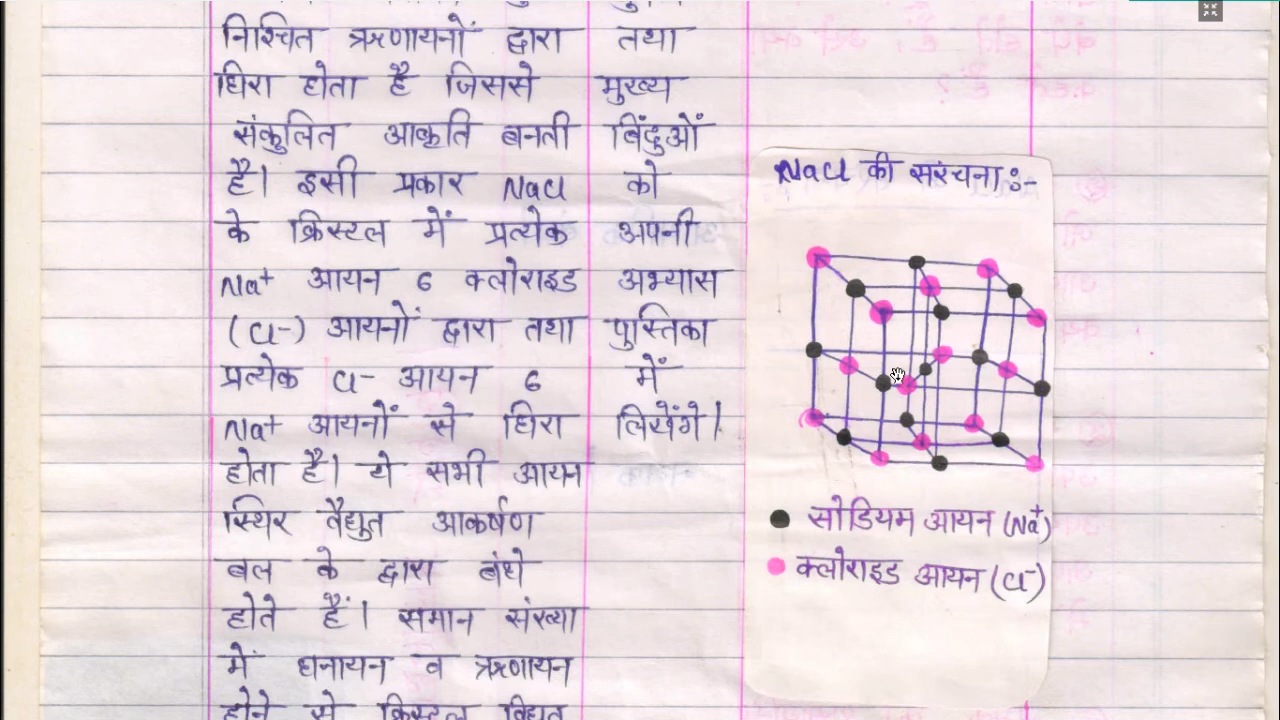 निश्चित ऋणायनों द्वारा
घिरा होता है जिससे
संकुलित आकृति बनती
है। इसी प्रकार NaCl
के क्रिस्टल में प्रत्येक
Na+ आयन 6 क्लोराइड
(Cl-) आयनों द्वारा तथा
प्रत्येक Cl- आयन 6
Na+ आयनों से घिरा
होता है। ये सभी आयन
स्थिर वैद्युत आकर्षण
बल के द्वारा बंधे
होते हैं। समान संख्या
में घनायन व ऋणायन
होने से क्रिस्टल विद्युत
तथा
मुख्य
बिंदुओं
को
अपनी
अभ्यास
पुस्तिका
में
लिखेंगे।
NaCl की संरचना:-
सोडियम आयन (Na+)
क्लोराइड आयन (Cl-)